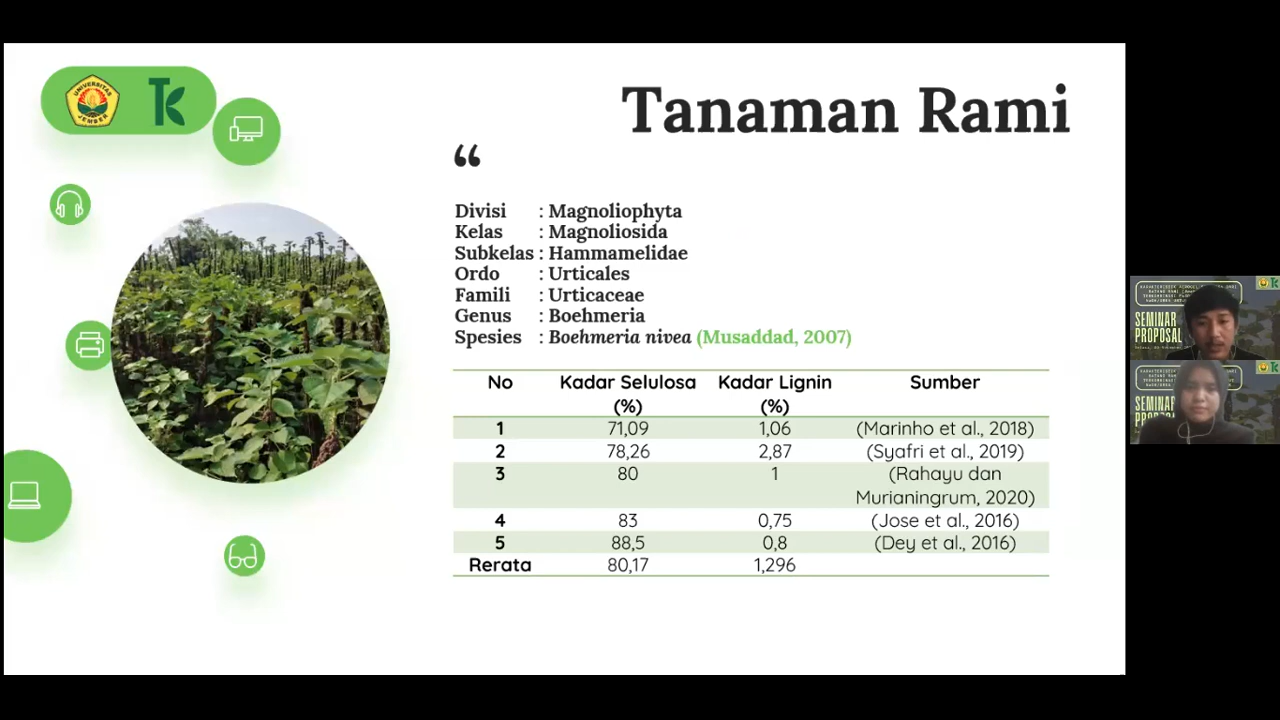 UNIVERSITAS
JEMBER
TK
Tanaman Rami
“
Divisi : Magnoliophyta
Kelas : Magnoliosida
Subkelas : Hammamelidae
Ordo : Urticales
Famili : Urticaceae
Genus : Boehmeria
Spesies : Boehmeria nivea (Musaddad, 2007)
No Kadar Selulosa (%) Kadar Lignin (%) Sumber
1 71,09 1,06 (Marinho et al., 2018)
2 78,26 2,87 (Syafri et al., 2019)
3 80 1 (Rahayu dan
Murianingrum, 2020)
4 83 0,75 (Jose et al., 2016)
5 88,5 0,8 (Dey et al., 2016)
Rerata 80,17 1,296
SEMINAR
PROPOSAL
SEMINAR